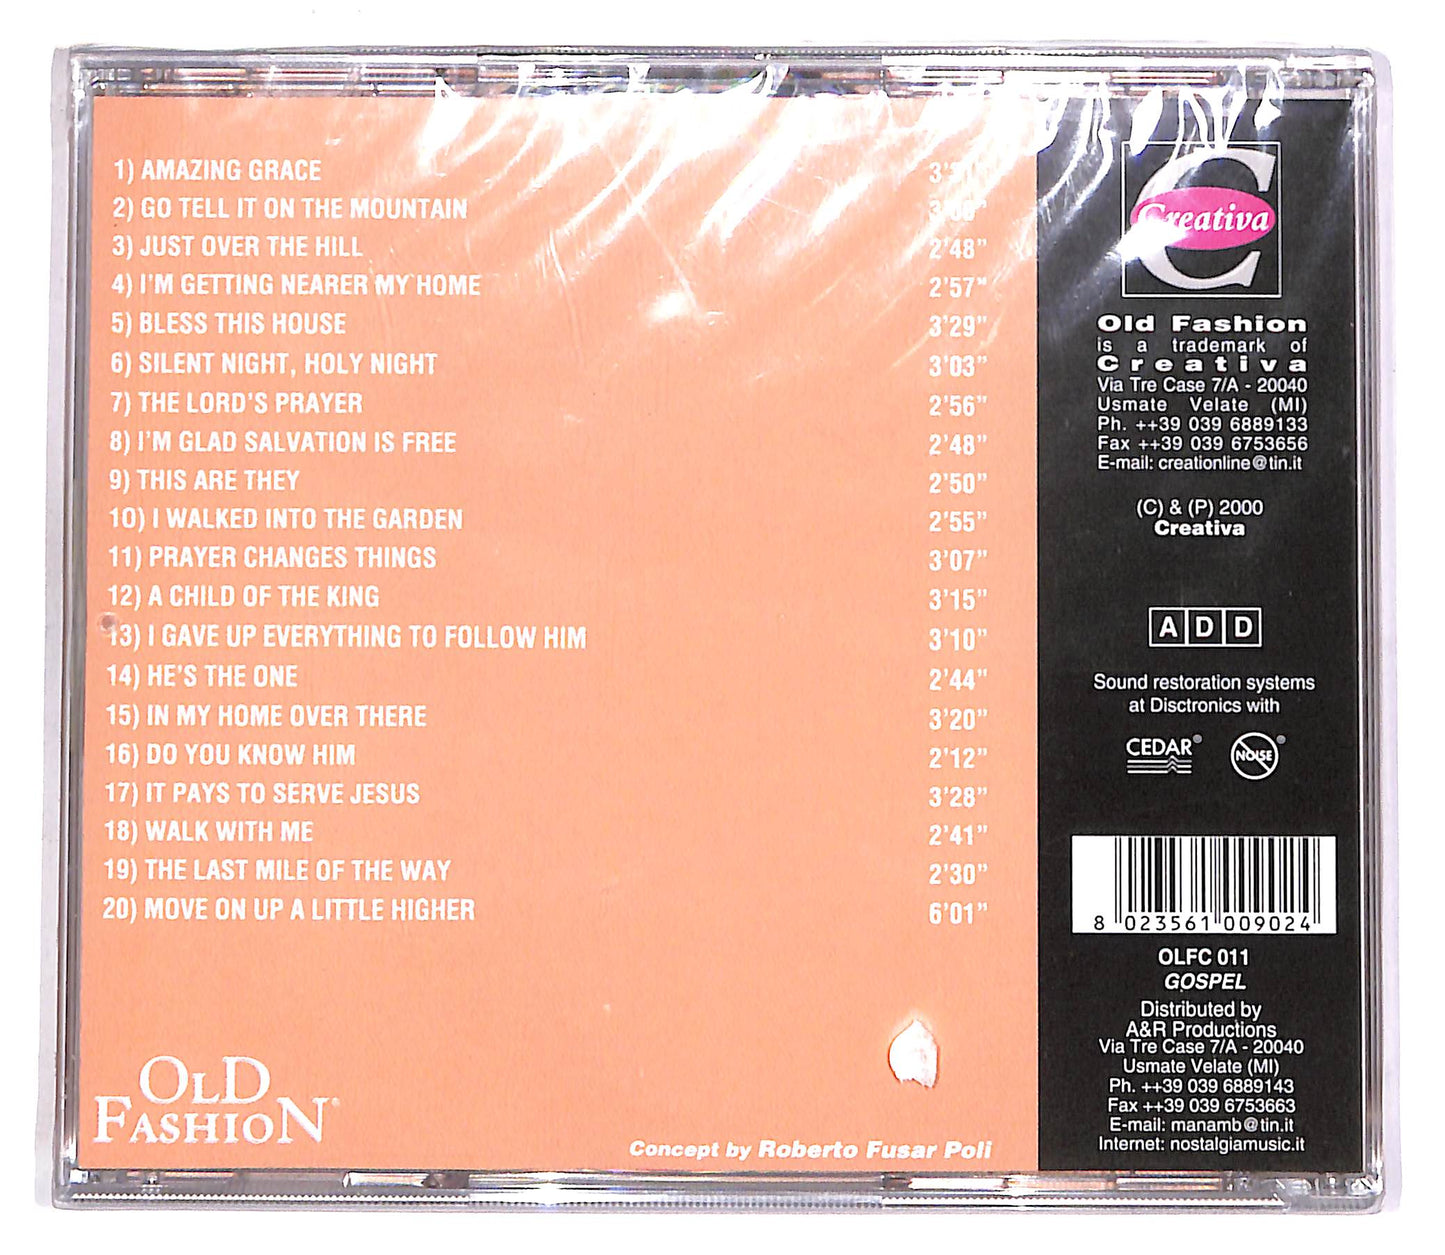 1) AMAZING GRACE
2) GO TELL IT ON THE MOUNTAIN
3) JUST OVER THE HILL 2'48"
4) I'M GETTING NEARER MY HOME 2'57"
5) BLESS THIS HOUSE 3'29"
6) SILENT NIGHT, HOLY NIGHT 3'03"
7) THE LORD'S PRAYER 2'56"
8) I'M GLAD SALVATION IS FREE 2'48"
9) THIS ARE THEY 2'50"
10) I WALKED INTO THE GARDEN 2'55"
11) PRAYER CHANGES THINGS 3'07"
12) A CHILD OF THE KING 3'15"
13) I GAVE UP EVERYTHING TO FOLLOW HIM 3'10"
14) HE'S THE ONE 2'44"
15) IN MY HOME OVER THERE 3'20"
16) DO YOU KNOW HIM 2'12"
17) IT PAYS TO SERVE JESUS 3'28"
18) WALK WITH ME 2'41"
19) THE LAST MILE OF THE WAY 2'30"
20) MOVE ON UP A LITTLE HIGHER 6'01"
OLD
FASHION®
Concept by Roberto Fusar Poli
C
Creativa
Old Fashion
is a trademark of
Creativa
Via Tre Case 7/A - 20040
Usmate Velate (MI)
Ph. ++39 039 6889133
Fax ++39 039 6753656
E-mail: creationline@tin.it
(C) & (P) 2000
Creativa
A D D
Sound restoration systems
at Disctronics with
CEDAR® NOISE®
8 023561 009024
OLFC 011
GOSPEL
Distributed by
A&R Productions
Via Tre Case 7/A - 20040
Usmate Velate (MI)
Ph. ++39 039 6889143
Fax ++39 039 6753663
E-mail: manamb@tin.it
Internet: nostalgiamusic.it